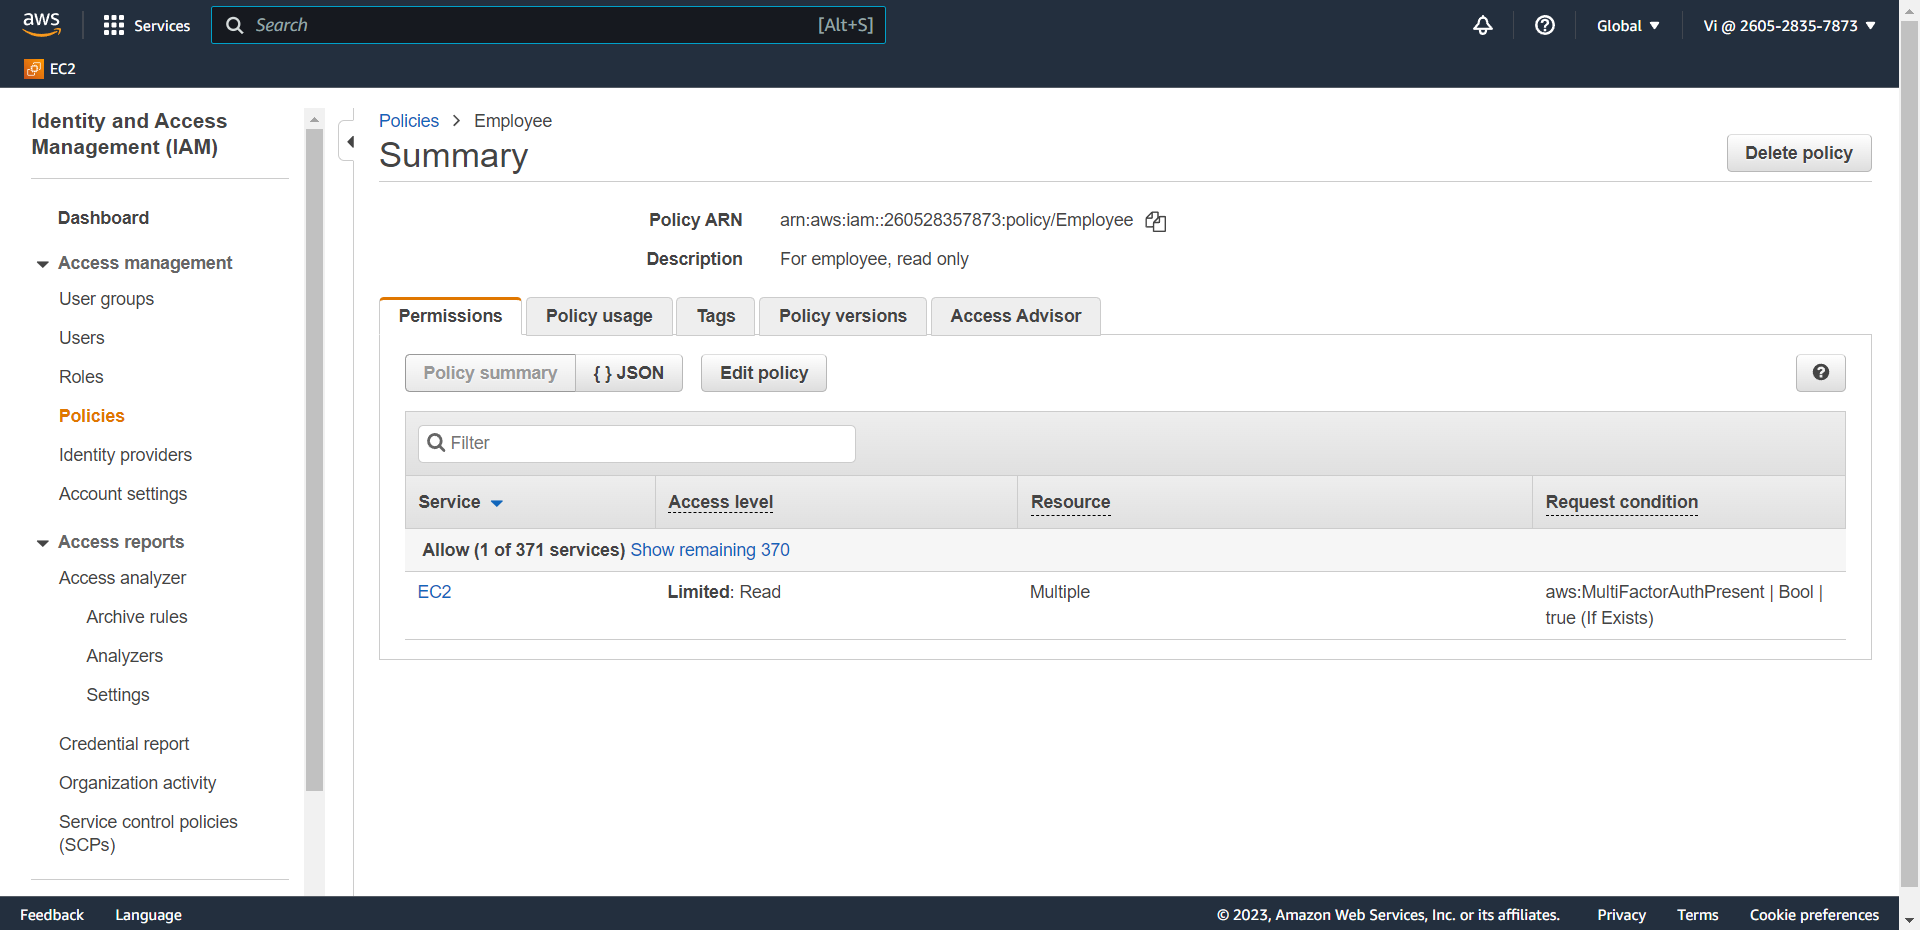 aws
Services
Search
[Alt+S]
Global
Vi @ 2605-2835-7873
EC2
Identity and Access
Management (IAM)
Dashboard
Access management
User groups
Users
Roles
Policies
Identity providers
Account settings
Access reports
Access analyzer
Archive rules
Analyzers
Settings
Credential report
Organization activity
Service control policies
(SCPs)
Policies > Employee
Summary
Delete policy
Policy ARN arn:aws:iam::260528357873:policy/Employee
Description For employee, read only
Permissions Policy usage Tags Policy versions Access Advisor
Policy summary { } JSON Edit policy
Filter
Service Access level Resource Request condition
Allow (1 of 371 services) Show remaining 370
EC2 Limited: Read Multiple aws:MultiFactorAuthPresent | Bool |
true (If Exists)
Feedback Language © 2023, Amazon Web Services, Inc. or its affiliates. Privacy Terms Cookie preferences